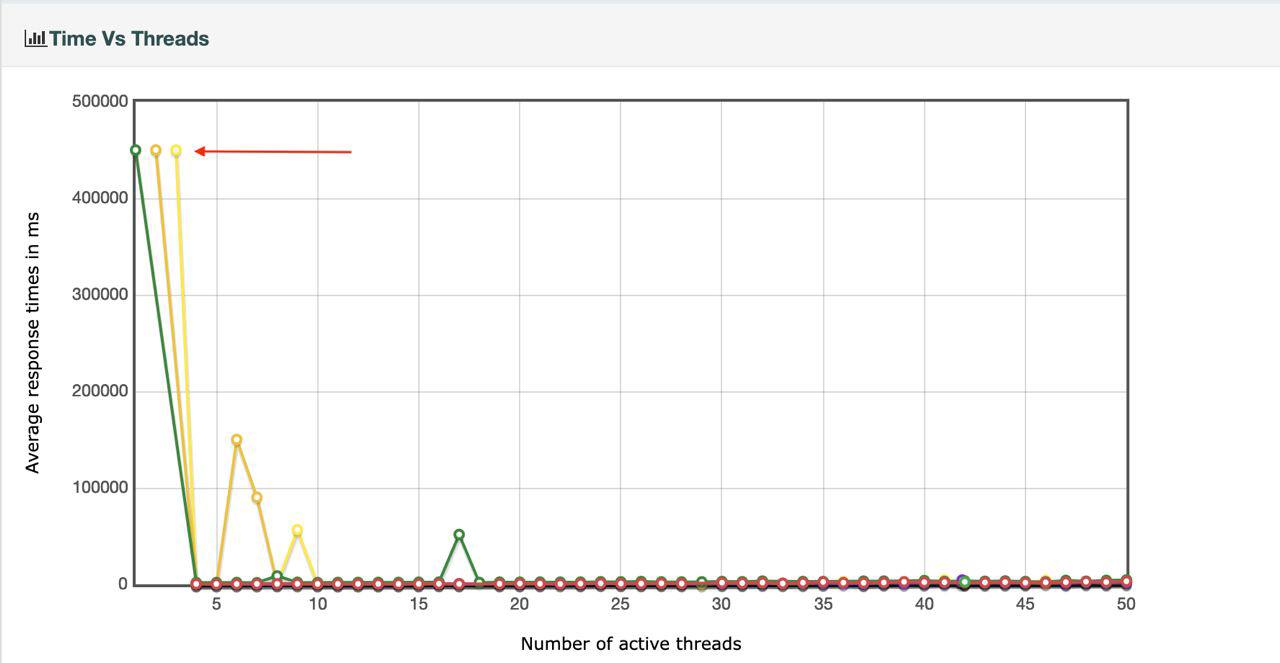 Time Vs Threads
500000
400000
300000
200000
100000
0
Average response times in ms
5 10 15 20 25 30 35 40 45 50
Number of active threads